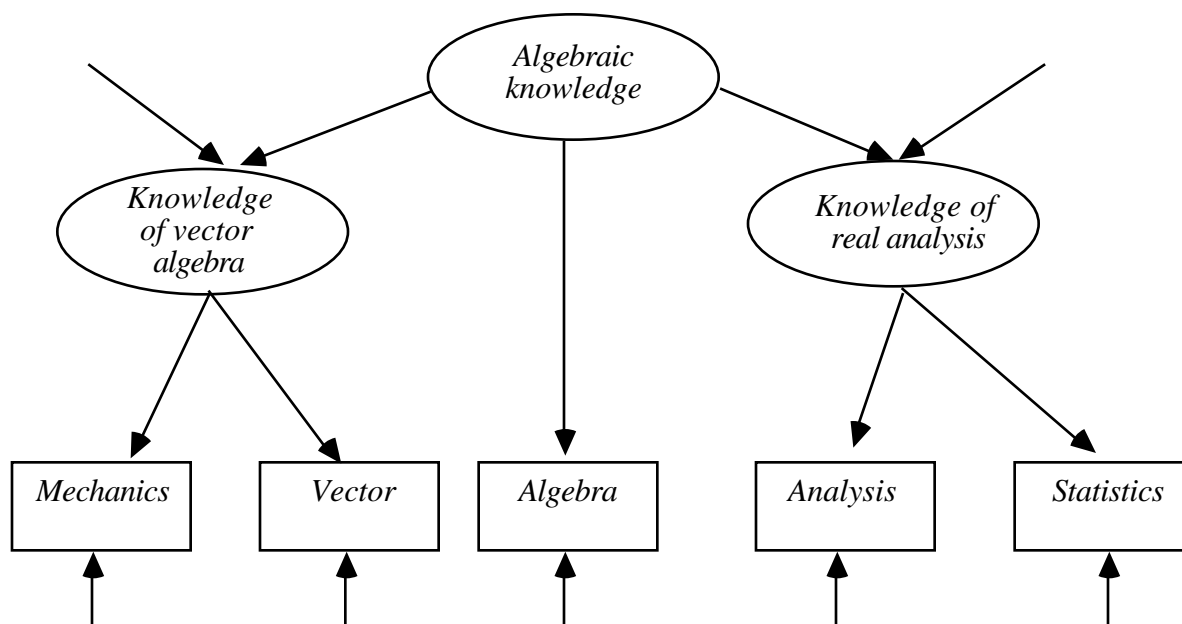 Algebraic
knowledge
Knowledge
of vector
algebra
Knowledge of
real analysis
Mechanics
Vector
Algebra
Analysis
Statistics